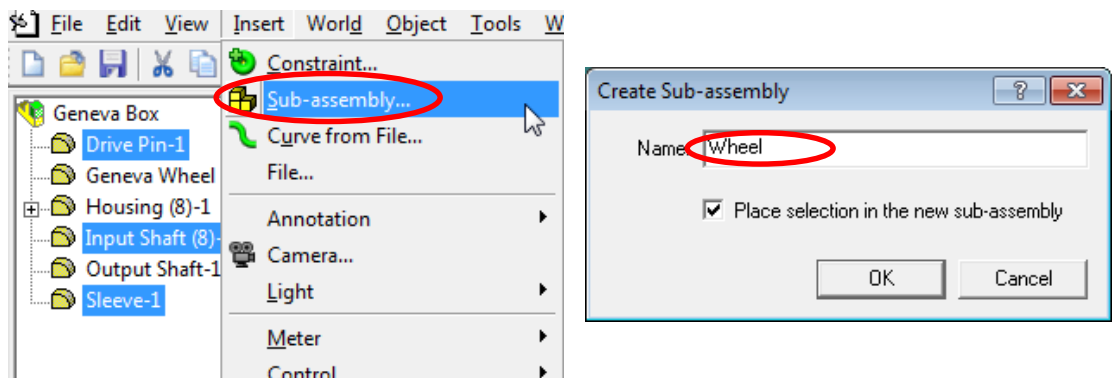 File Edit View Insert World Object Tools W
Constraint...
Sub-assembly...
Curve from File...
File...
Annotation
Camera...
Light
Meter
Control
Geneva Box
Drive Pin-1
Geneva Wheel
Housing (8)-1
Input Shaft (8)-
Output Shaft-1
Sleeve-1
Create Sub-assembly
Name: Wheel
Place selection in the new sub-assembly
OK Cancel